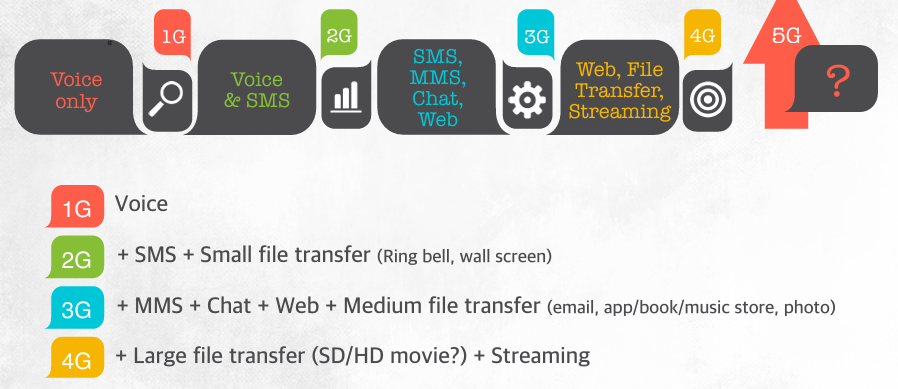 1G
2G
3G
4G
5G
Voice
only
Voice
& SMS
SMS,
MMS,
Chat,
Web
Web, File
Transfer,
Streaming
?
1G Voice
2G + SMS + Small file transfer (Ring bell, wall screen)
3G + MMS + Chat + Web + Medium file transfer (email, app/book/music store, photo)
4G + Large file transfer (SD/HD movie?) + Streaming